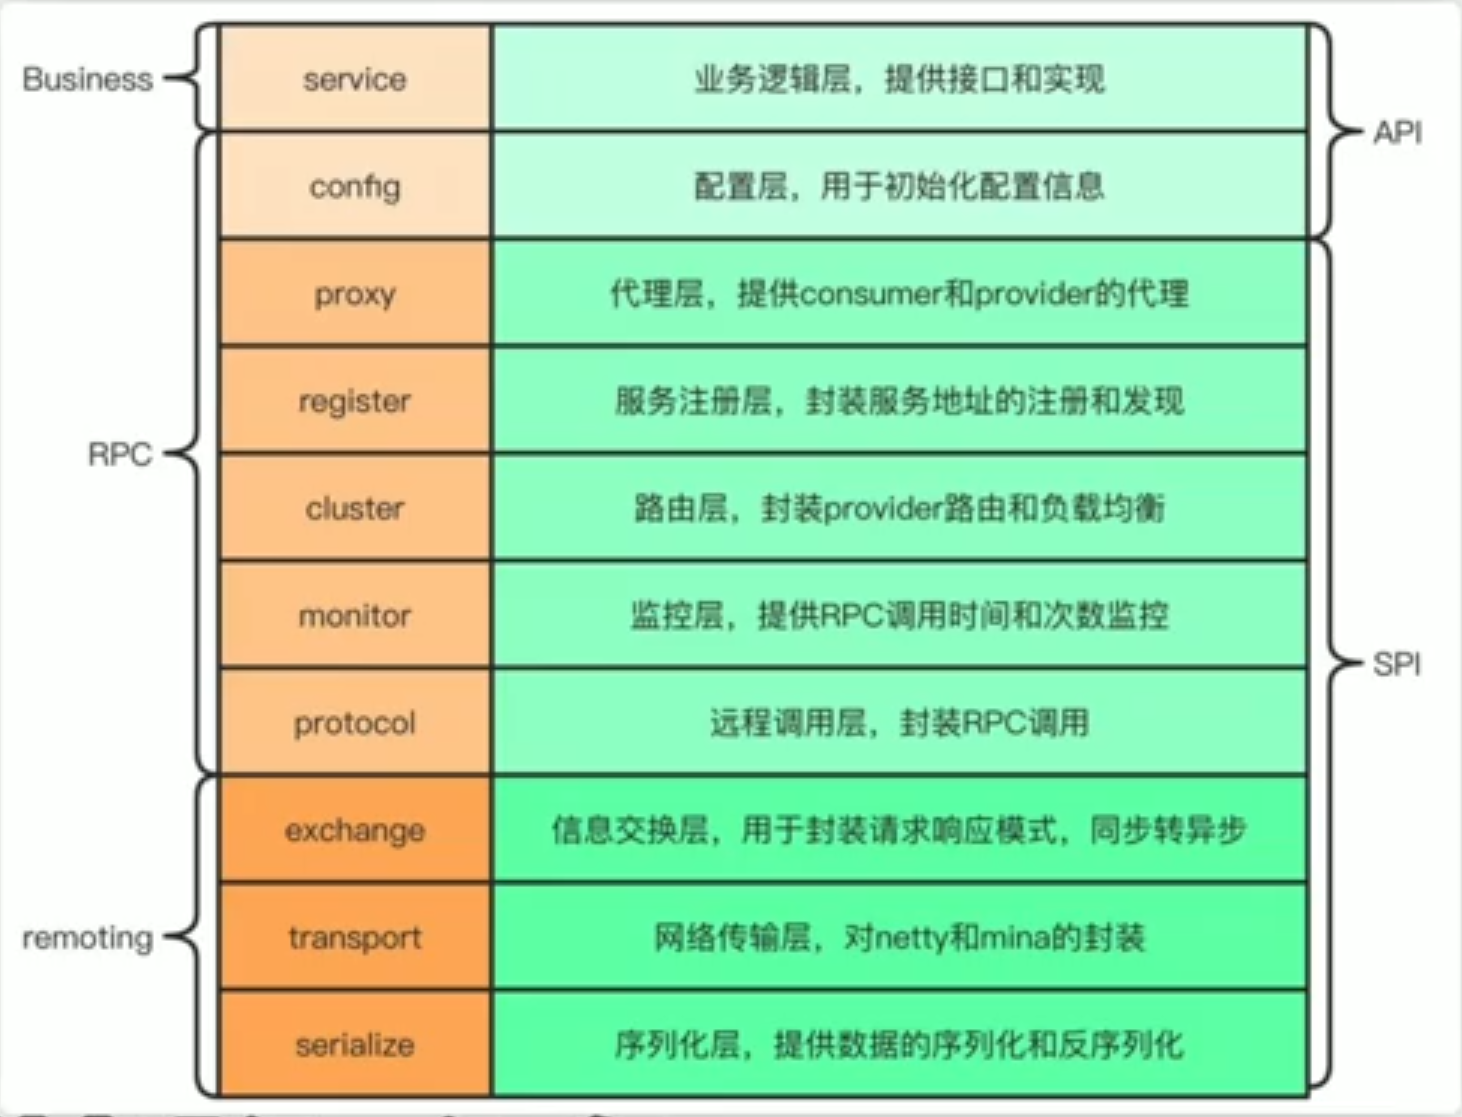 Business
service
业务逻辑层，提供接口和实现
API
config
配置层，用于初始化配置信息
proxy
代理层，提供consumer和provider的代理
register
服务注册层，封装服务地址的注册和发现
RPC
cluster
路由层，封装provider路由和负载均衡
monitor
监控层，提供RPC调用时间和次数监控
SPI
protocol
远程调用层，封装RPC调用
exchange
信息交换层，用于封装请求响应模式，同步转异步
remoting
transport
网络传输层，对netty和mina的封装
serialize
序列化层，提供数据的序列化和反序列化